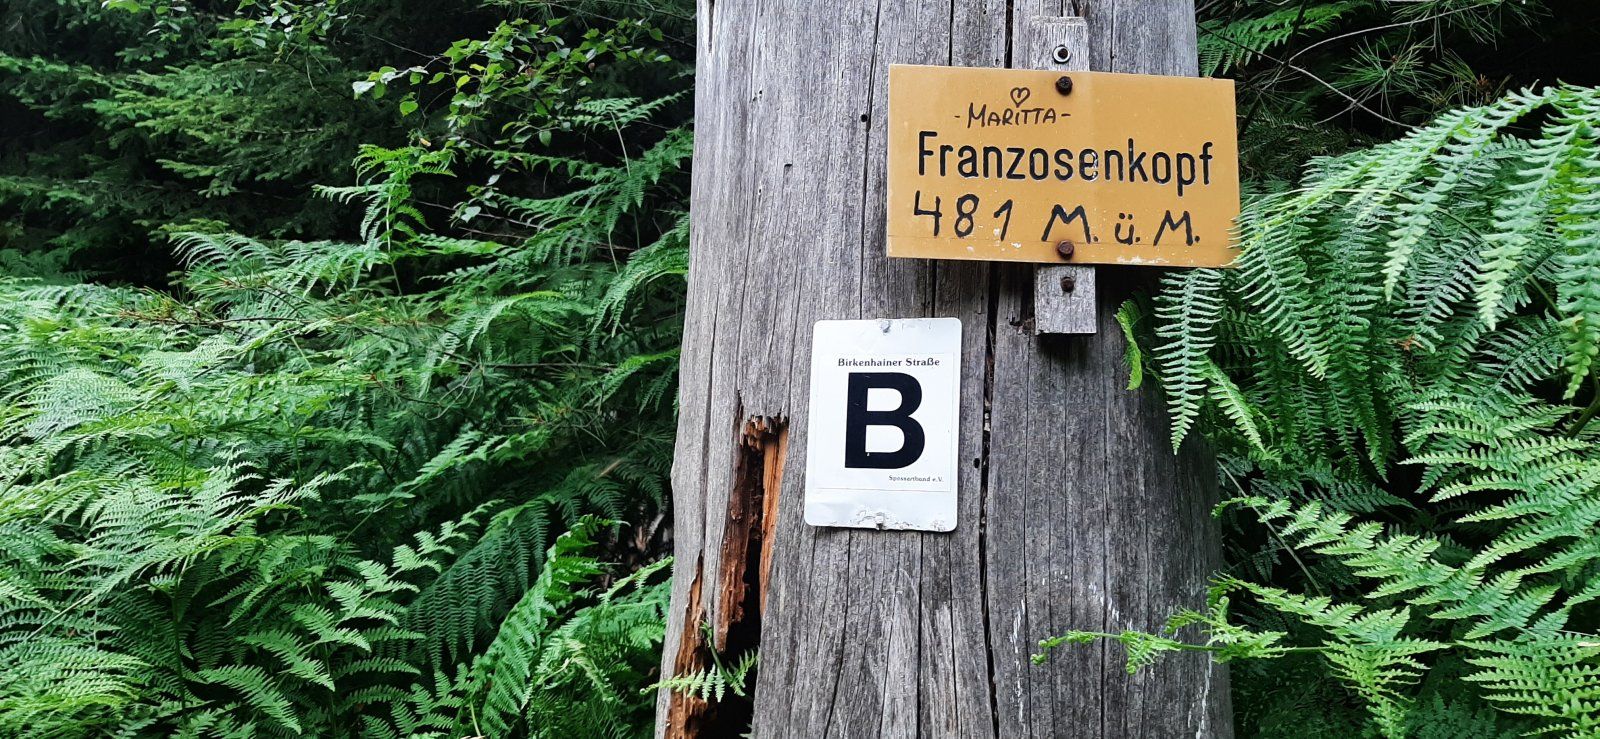 - MARITTA -
Franzosenkopf
481 M. ü. M.
Birkenhainer Straße
B
Spessartbund e.V.